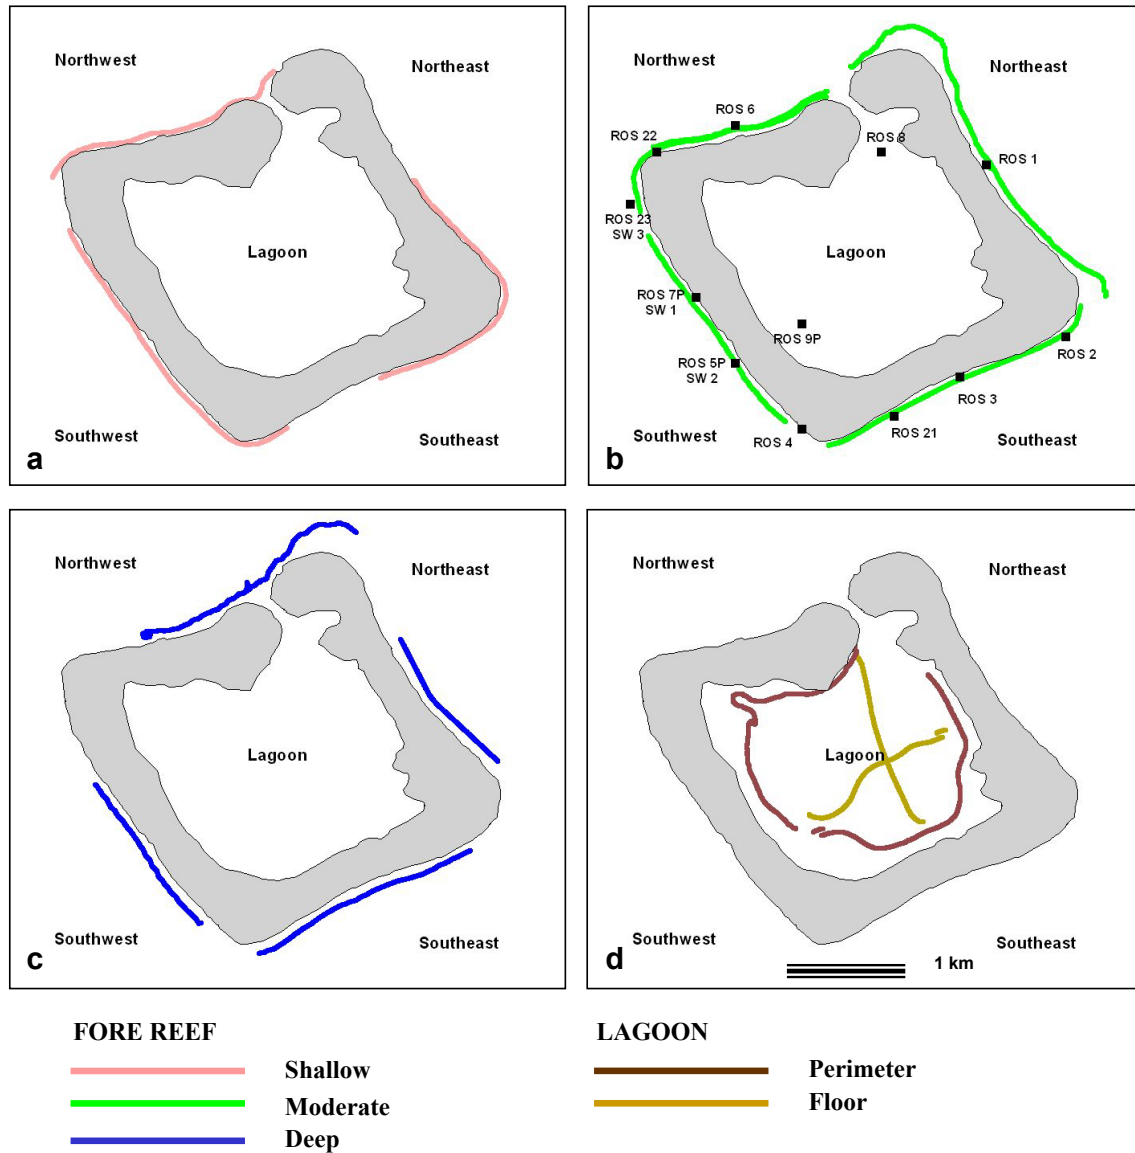 Northwest
Northeast
Lagoon
Southwest
Southeast
a
Northwest
Northeast
ROS 6
ROS 22
ROS 8
ROS 1
ROS 23
SW 3
Lagoon
ROS 7P
SW 1
ROS 9P
ROS 2
ROS 5P
SW 2
ROS 3
ROS 4
ROS 21
Southwest
Southeast
b
Northwest
Northeast
Lagoon
Southwest
Southeast
c
Northwest
Northeast
Lagoon
Southwest
Southeast
d
1 km
FORE REEF
Shallow
Moderate
Deep
LAGOON
Perimeter
Floor